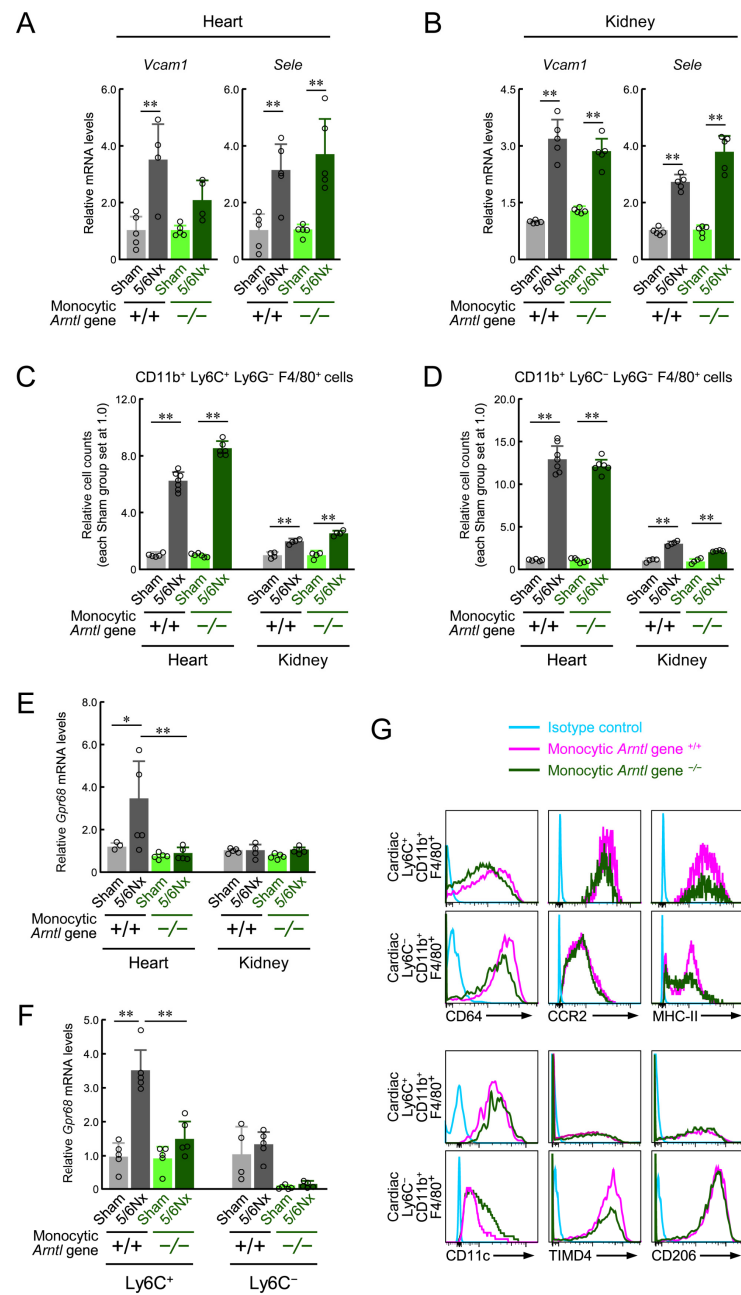 A
Heart
Vcam1
Sele
Relative mRNA levels
6.0
4.0
2.0
0
**
6.0
4.0
2.0
0
**
**
Sham
5/6Nx
Sham
5/6Nx
Sham
5/6Nx
Sham
5/6Nx
Monocytic
Arntl gene
+/+
−/−
+/+
−/−
B
Kidney
Vcam1
Sele
Relative mRNA levels
4.5
3.0
1.5
0
**
**
6.0
4.0
2.0
0
**
**
Sham
5/6Nx
Sham
5/6Nx
Sham
5/6Nx
Sham
5/6Nx
Monocytic
Arntl gene
+/+
−/−
+/+
−/−
C
CD11b⁺ Ly6C⁺ Ly6G⁻ F4/80⁺ cells
Relative cell counts
(each Sham group set at 1.0)
12.0
8.0
4.0
0
**
**
**
**
Sham
5/6Nx
Sham
5/6Nx
Sham
5/6Nx
Sham
5/6Nx
Monocytic
Arntl gene
+/+
−/−
+/+
−/−
Heart
Kidney
D
CD11b⁺ Ly6C⁻ Ly6G⁻ F4/80⁺ cells
Relative cell counts
(each Sham group set at 1.0)
20.0
15.0
10.0
5.0
0
**
**
**
**
Sham
5/6Nx
Sham
5/6Nx
Sham
5/6Nx
Sham
5/6Nx
Monocytic
Arntl gene
+/+
−/−
+/+
−/−
Heart
Kidney
E
Relative Gpr68 mRNA levels
8.0
6.0
4.0
2.0
0
*
**
Sham
5/6Nx
Sham
5/6Nx
Sham
5/6Nx
Sham
5/6Nx
Monocytic
Arntl gene
+/+
−/−
+/+
−/−
Heart
Kidney
F
Relative Gpr68 mRNA levels
5.0
4.0
3.0
2.0
1.0
0
**
**
Sham
5/6Nx
Sham
5/6Nx
Sham
5/6Nx
Sham
5/6Nx
Monocytic
Arntl gene
+/+
−/−
+/+
−/−
Ly6C⁺
Ly6C⁻
G
Isotype control
Monocytic Arntl gene +/+
Monocytic Arntl gene −/−
Cardiac
Ly6C⁺
CD11b⁺
F4/80⁺
Cardiac
Ly6C⁻
CD11b⁺
F4/80⁺
CD64
CCR2
MHC-II
Cardiac
Ly6C⁺
CD11b⁺
F4/80⁺
Cardiac
Ly6C⁻
CD11b⁺
F4/80⁺
CD11c
TIMD4
CD206